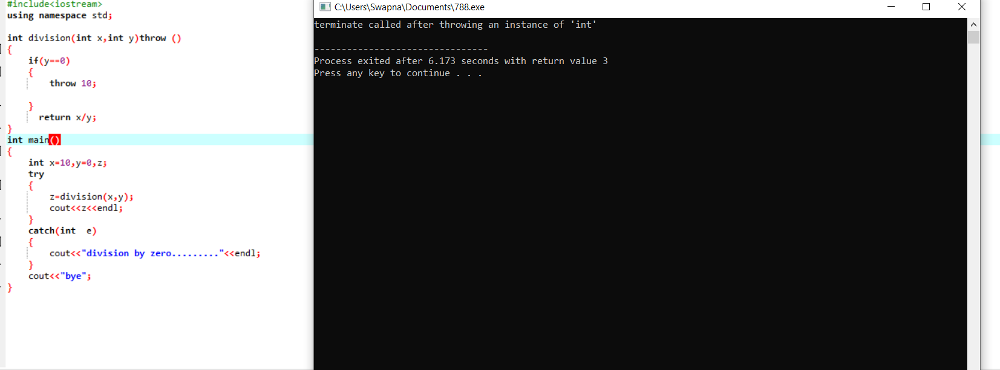 #include<iostream>
using namespace std;
int division(int x,int y)throw ()
{
if(y==0)
{
throw 10;
}
return x/y;
}
int main()
{
int x=10,y=0,z;
try
{
z=division(x,y);
cout<<z<<endl;
}
catch(int  e)
{
cout<<"division by zero........."<<endl;
}
cout<<"bye";
}
C:\Users\Swapna\Documents\788.exe
terminate called after throwing an instance of 'int'
--------------------------------
Process exited after 6.173 seconds with return value 3
Press any key to continue . . .